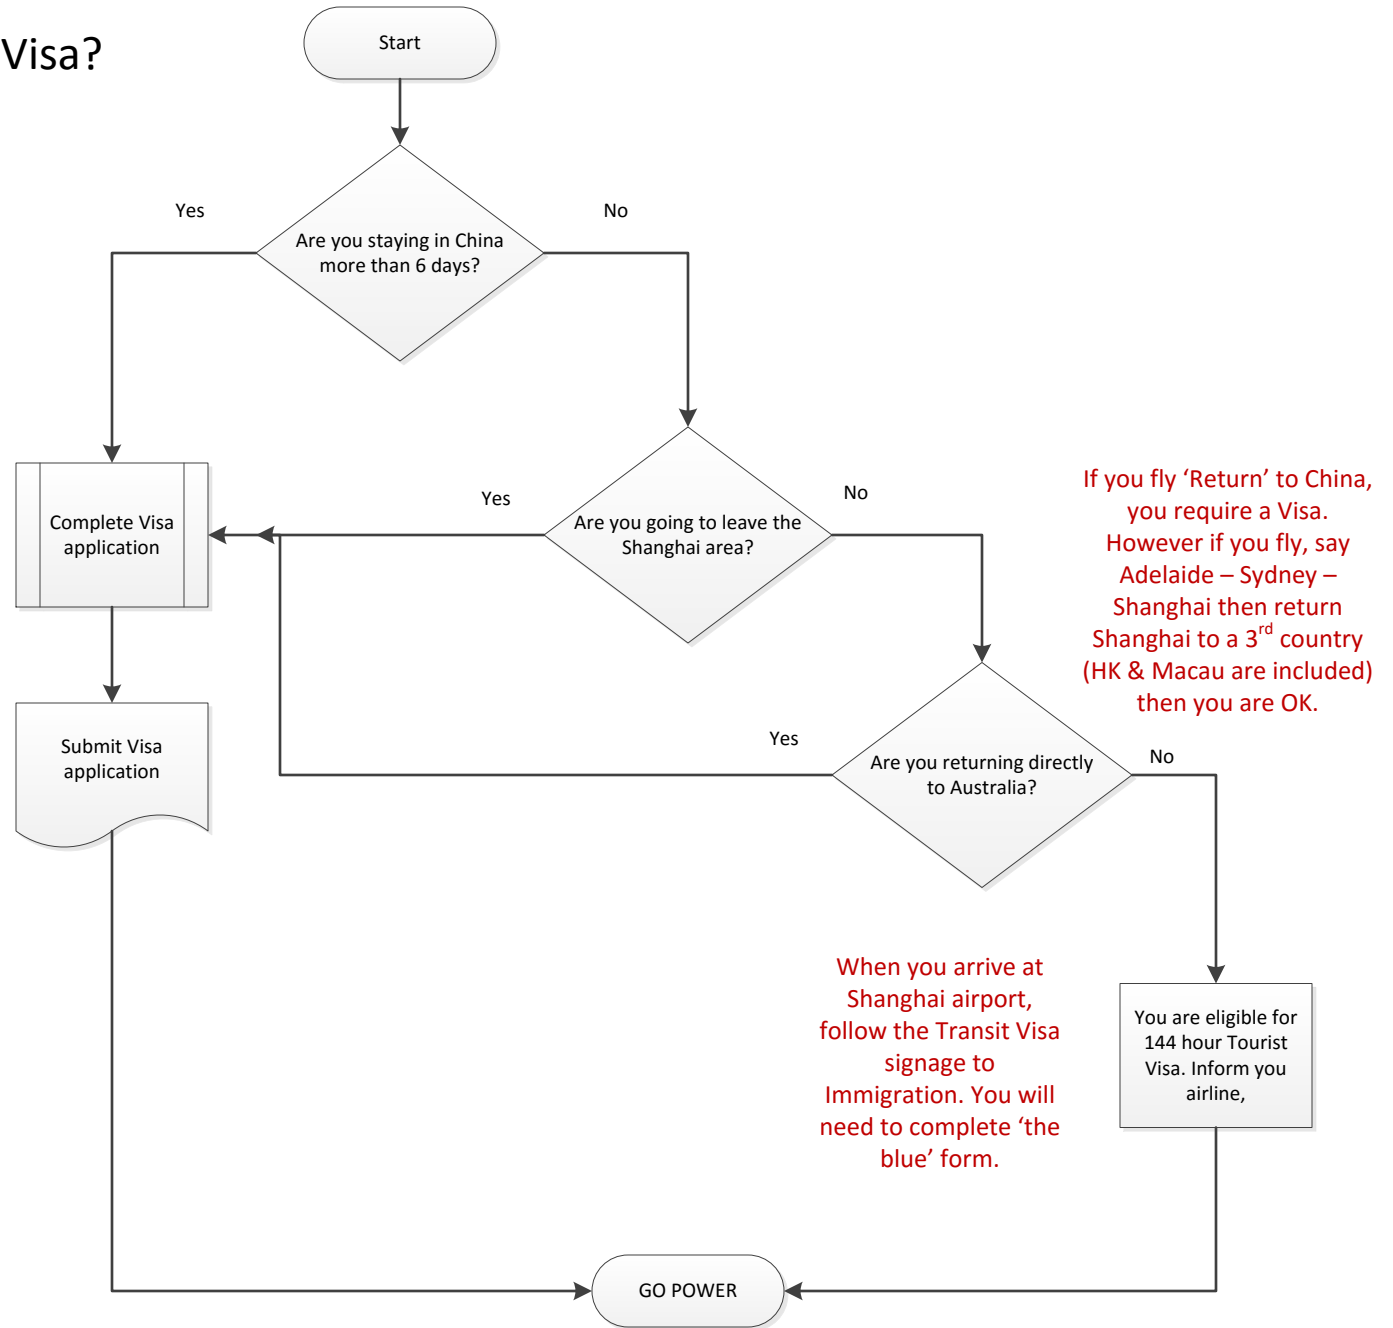 Visa?
Start
Yes
No
Are you staying in China
more than 6 days?
Yes
No
Are you going to leave the
Shanghai area?
Complete Visa
application
If you fly ‘Return’ to China,
you require a Visa.
However if you fly, say
Adelaide – Sydney –
Shanghai then return
Shanghai to a 3rd country
(HK & Macau are included)
then you are OK.
Submit Visa
application
Yes
No
Are you returning directly
to Australia?
When you arrive at
Shanghai airport,
follow the Transit Visa
signage to
Immigration. You will
need to complete ‘the
blue’ form.
You are eligible for
144 hour Tourist
Visa. Inform you
airline,
GO POWER